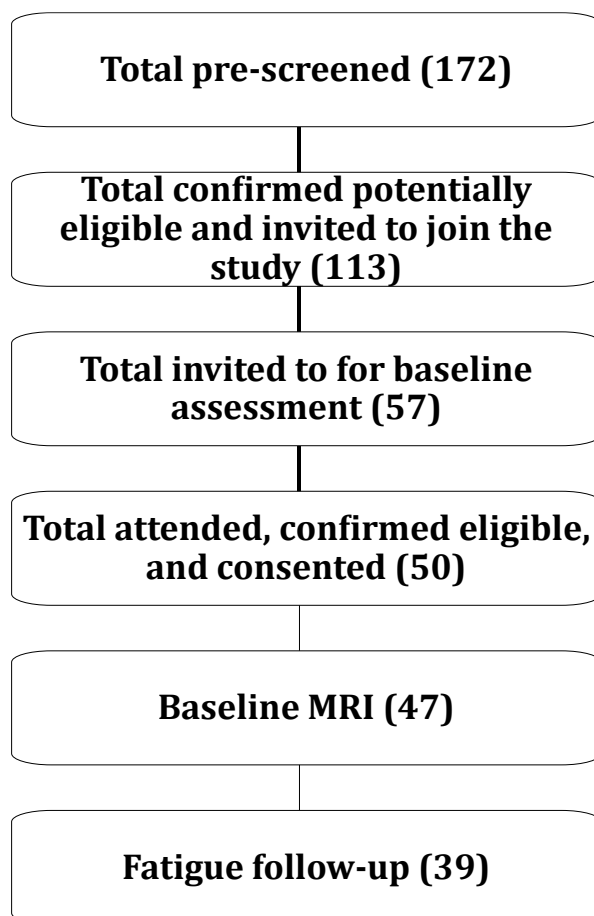 Total pre-screened (172)
Total confirmed potentially
eligible and invited to join the
study (113)
Total invited to for baseline
assessment (57)
Total attended, confirmed eligible,
and consented (50)
Baseline MRI (47)
Fatigue follow-up (39)